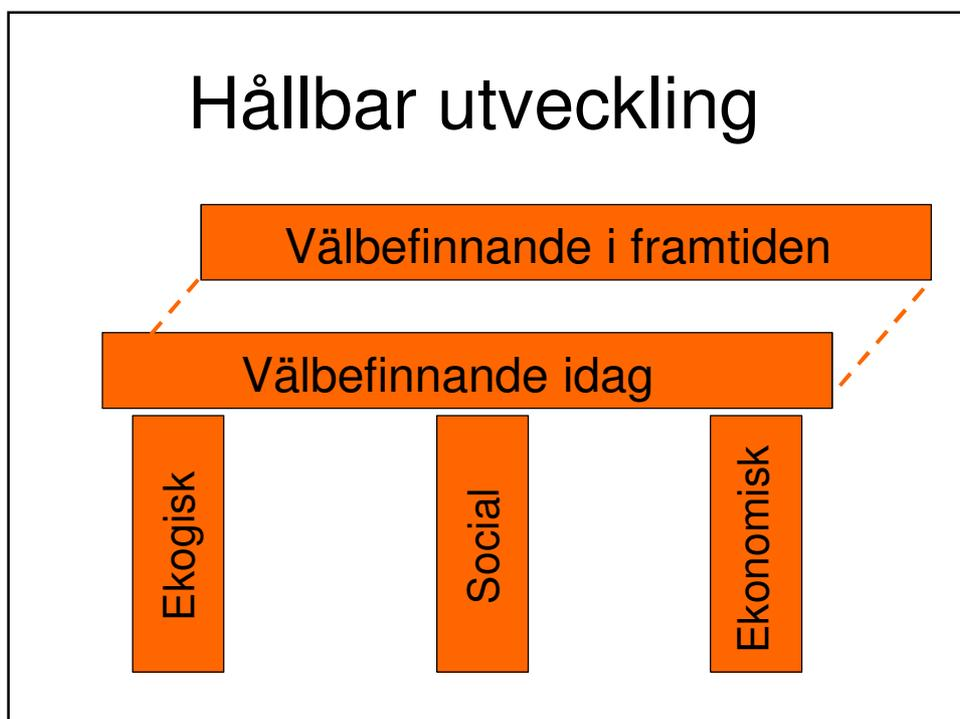 Hållbar utveckling
Välbefinnande i framtiden
Välbefinnande idag
Ekogisk
Social
Ekonomisk